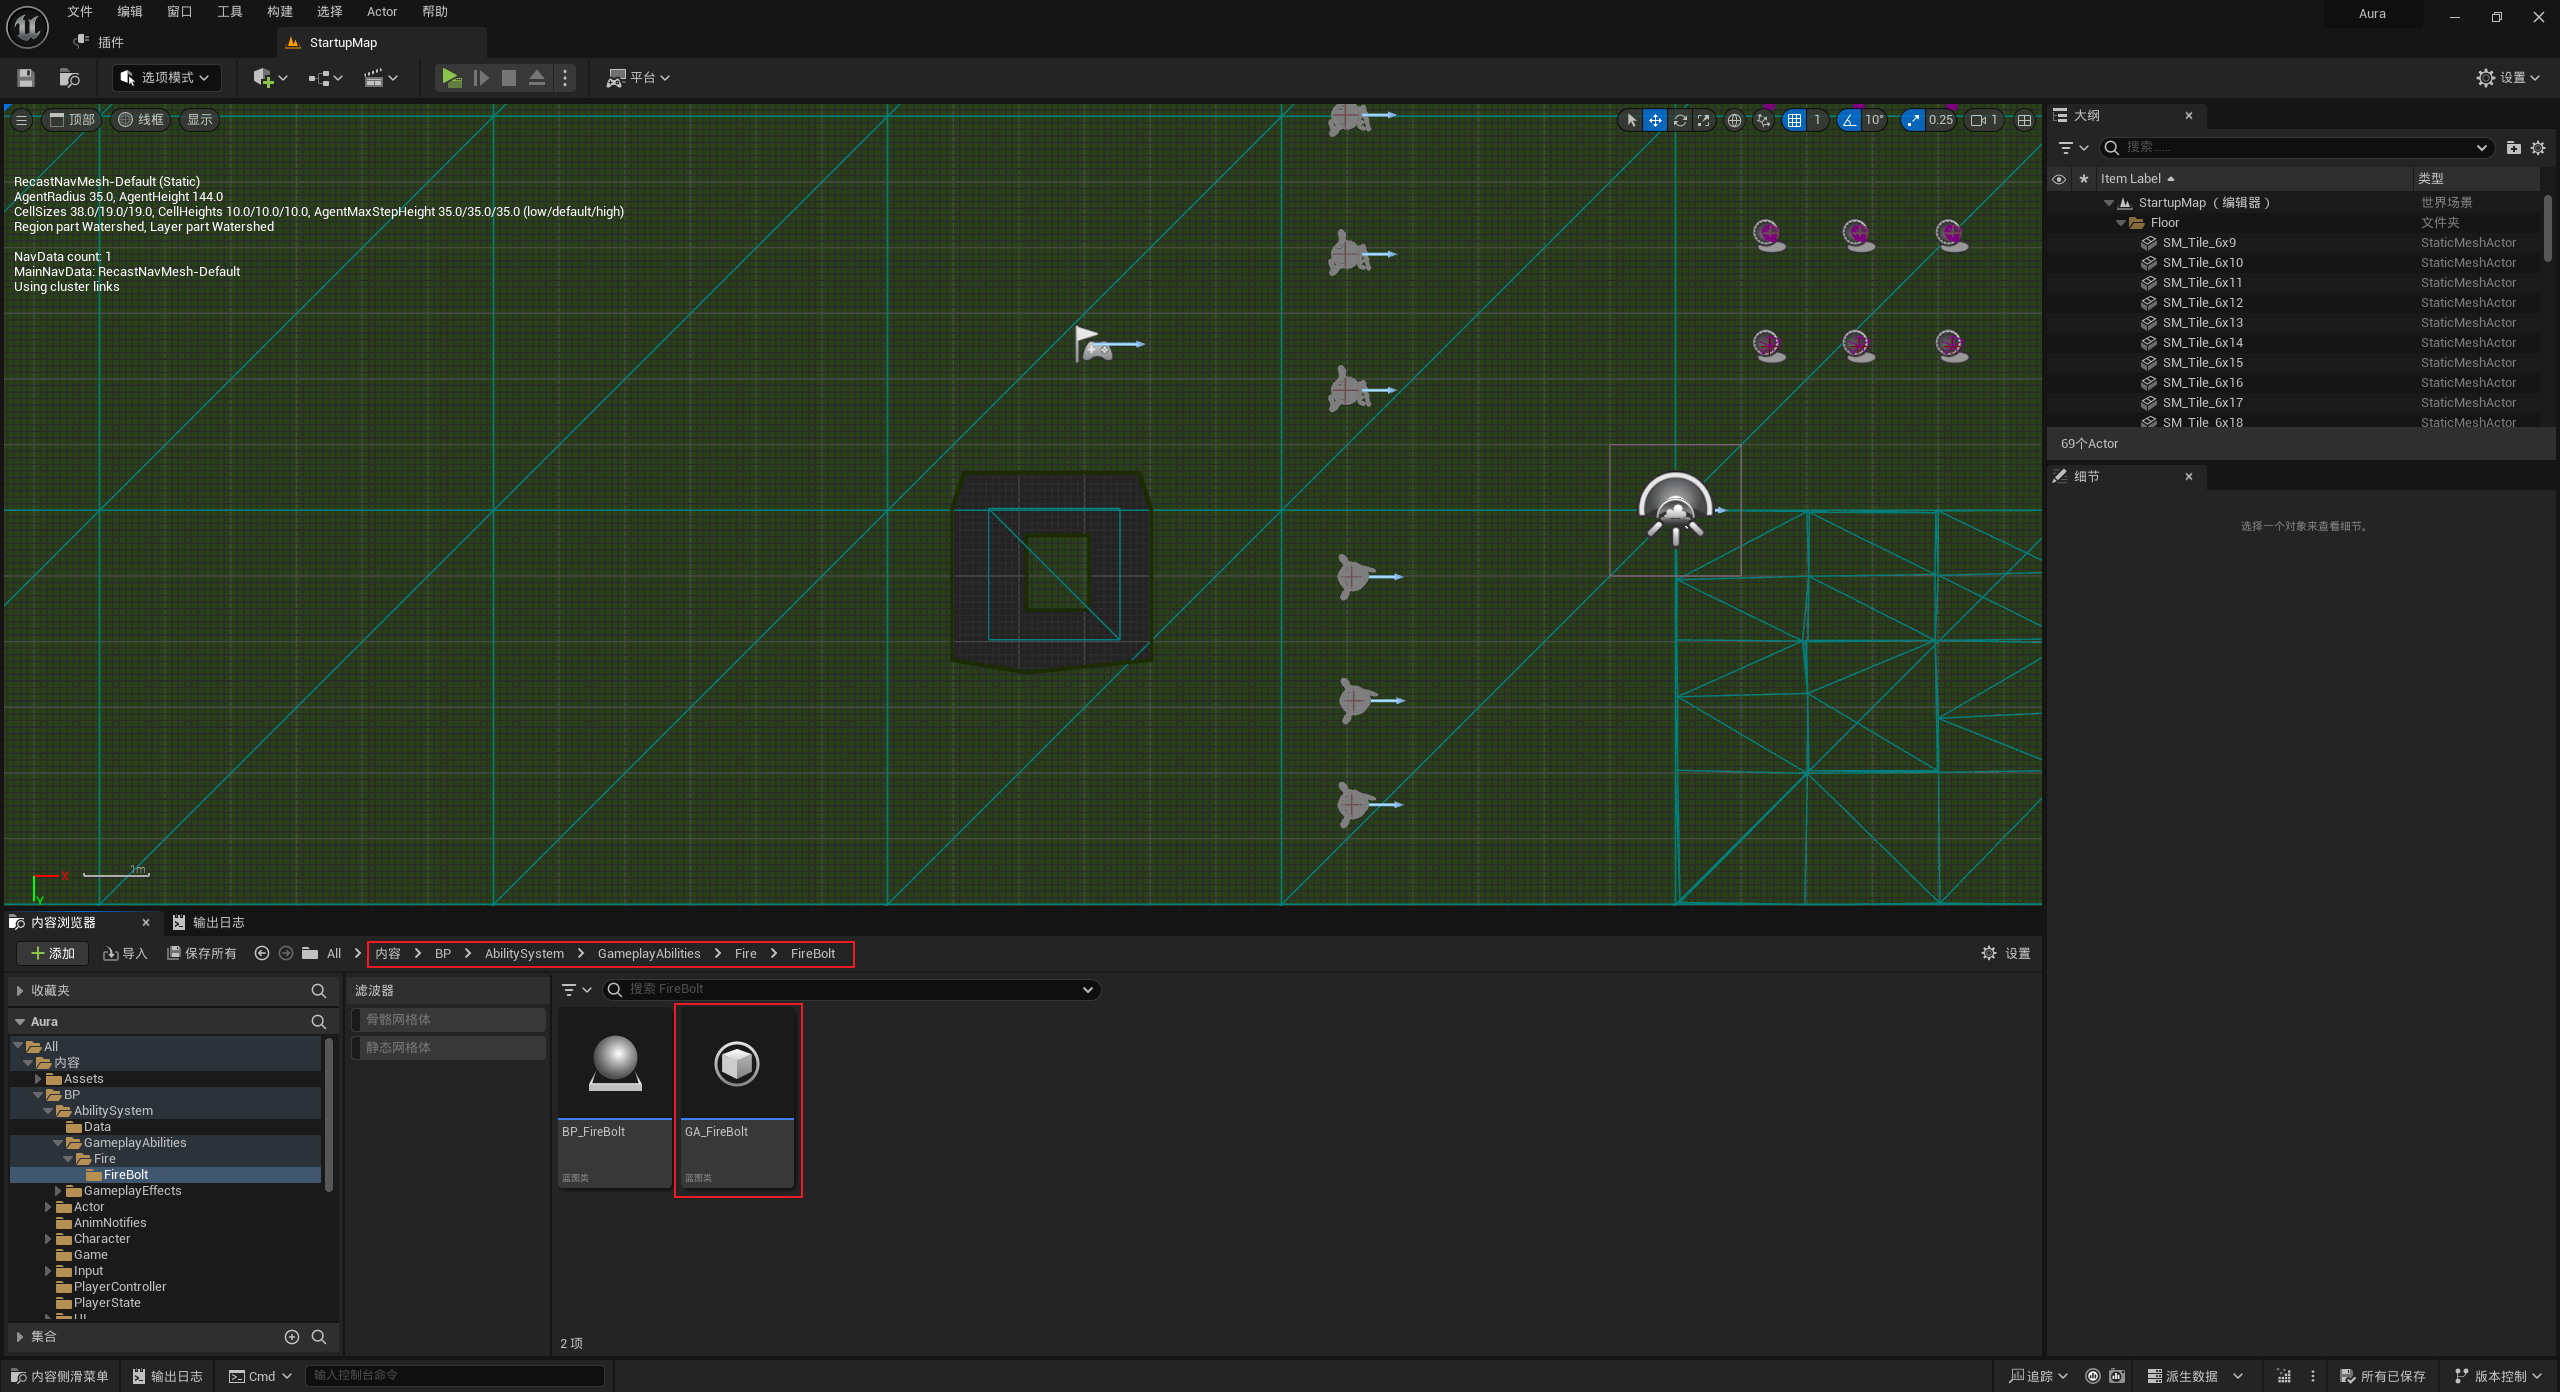 文件 编辑 窗口 工具 构建 选择 Actor 帮助
Aura
插件
StartupMap
选项模式
平台
设置
顶部
线框
显示
1
10°
0.25
1
RecastNavMesh-Default (Static)
AgentRadius 35.0, AgentHeight 144.0
CellSizes 38.0/19.0/19.0, CellHeights 10.0/10.0/10.0, AgentMaxStepHeight 35.0/35.0/35.0 (low/default/high)
Region part Watershed, Layer part Watershed
NavData count: 1
MainNavData: RecastNavMesh-Default
Using cluster links
1m
X
Y
大纲
搜索......
Item Label 类型
StartupMap（编辑器） 世界场景
Floor 文件夹
SM_Tile_6x9 StaticMeshActor
SM_Tile_6x10 StaticMeshActor
SM_Tile_6x11 StaticMeshActor
SM_Tile_6x12 StaticMeshActor
SM_Tile_6x13 StaticMeshActor
SM_Tile_6x14 StaticMeshActor
SM_Tile_6x15 StaticMeshActor
SM_Tile_6x16 StaticMeshActor
SM_Tile_6x17 StaticMeshActor
SM_Tile_6x18 StaticMeshActor
69个Actor
细节
选择一个对象来查看细节。
内容浏览器
输出日志
添加 导入 保存所有 All 内容 BP AbilitySystem GameplayAbilities Fire FireBolt
设置
收藏夹
Aura
All
内容
Assets
BP
AbilitySystem
Data
GameplayAbilities
Fire
FireBolt
GameplayEffects
Actor
AnimNotifies
Character
Game
Input
PlayerController
PlayerState
UI
集合
滤波器
骨骼网格体
静态网格体
搜索 FireBolt
BP_FireBolt
蓝图类
GA_FireBolt
蓝图类
2 项
内容侧滑菜单 输出日志 Cmd 输入控制台命令
追踪 派生数据 所有已保存 版本控制